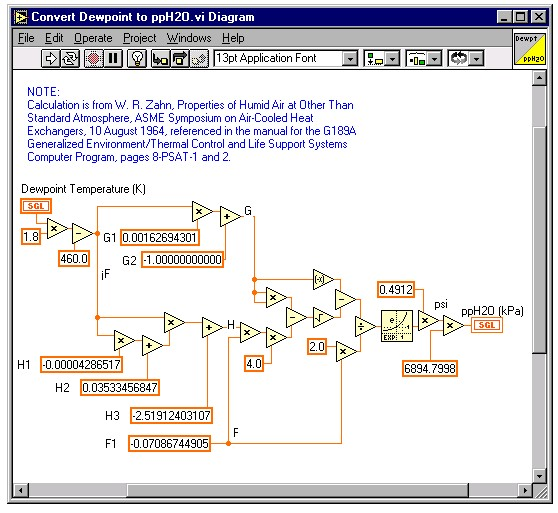 Convert Dewpoint to ppH2O.vi Diagram
File Edit Operate Project Windows Help
13pt Application Font
Dewpt
ppH2O
NOTE:
Calculation is from W. R. Zahn, Properties of Humid Air at Other Than
Standard Atmosphere, ASME Symposium on Air-Cooled Heat
Exchangers, 10 August 1964, referenced in the manual for the G189A
Generalized Environment/Thermal Control and Life Support Systems
Computer Program, pages 8-PSAT-1 and 2.
Dewpoint Temperature (K)
SGL
1.8
460.0
iF
G1 0.00162694301
G2 -1.00000000000
G
H1 -0.00004286517
H2 0.03533456847
H3 -2.51912403107
H
F1 -0.07086744905
F
4.0
2.0
EXP
0.4912
psi
6894.7998
ppH2O (kPa)
SGL